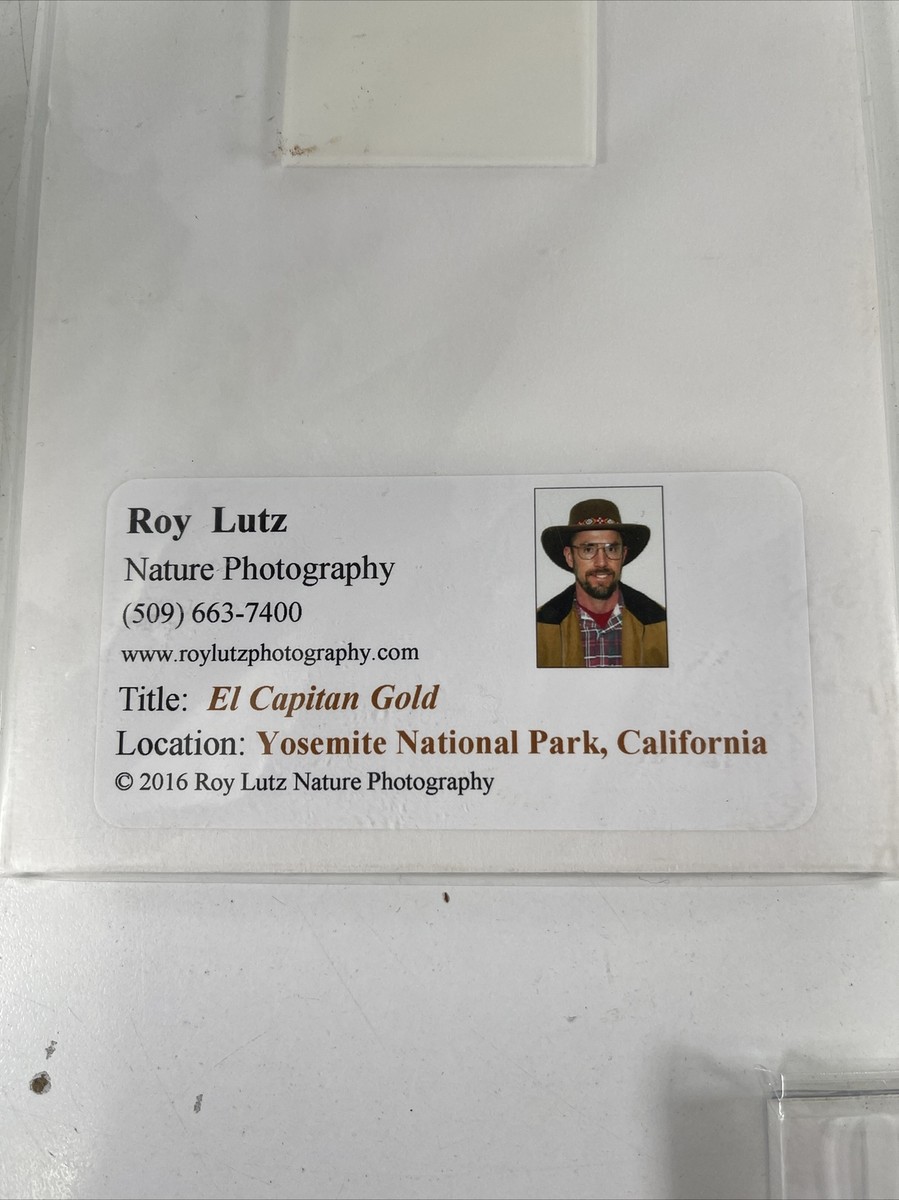 Roy Lutz
Nature Photography
(509) 663-7400
www.roylutzphotography.com
Title: El Capitan Gold
Location: Yosemite National Park, California
© 2016 Roy Lutz Nature Photography